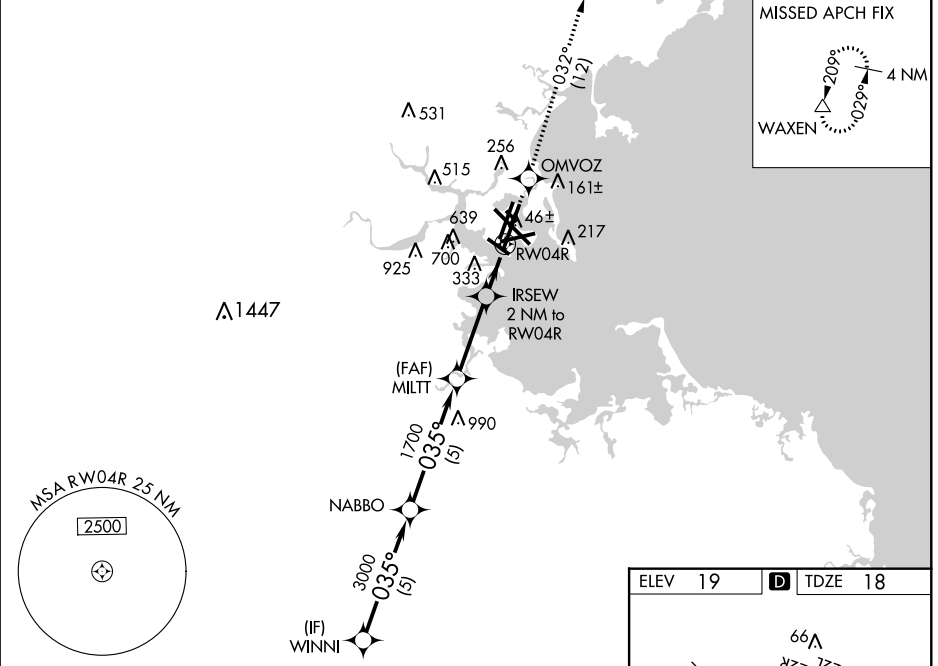 MISSED APCH FIX
209°
029°
4 NM
WAXEN
032°
(12)
531
256
OMVOZ
515
161±
639
46±
217
700
RW04R
925
333
IRSEW
2 NM to
RW04R
1447
(FAF)
MILTT
990
1700
035°
(5)
MSA RW04R 25 NM
2500
NABBO
3000
035°
(5)
(IF)
WINNI
ELEV 19 D TDZE 18
99